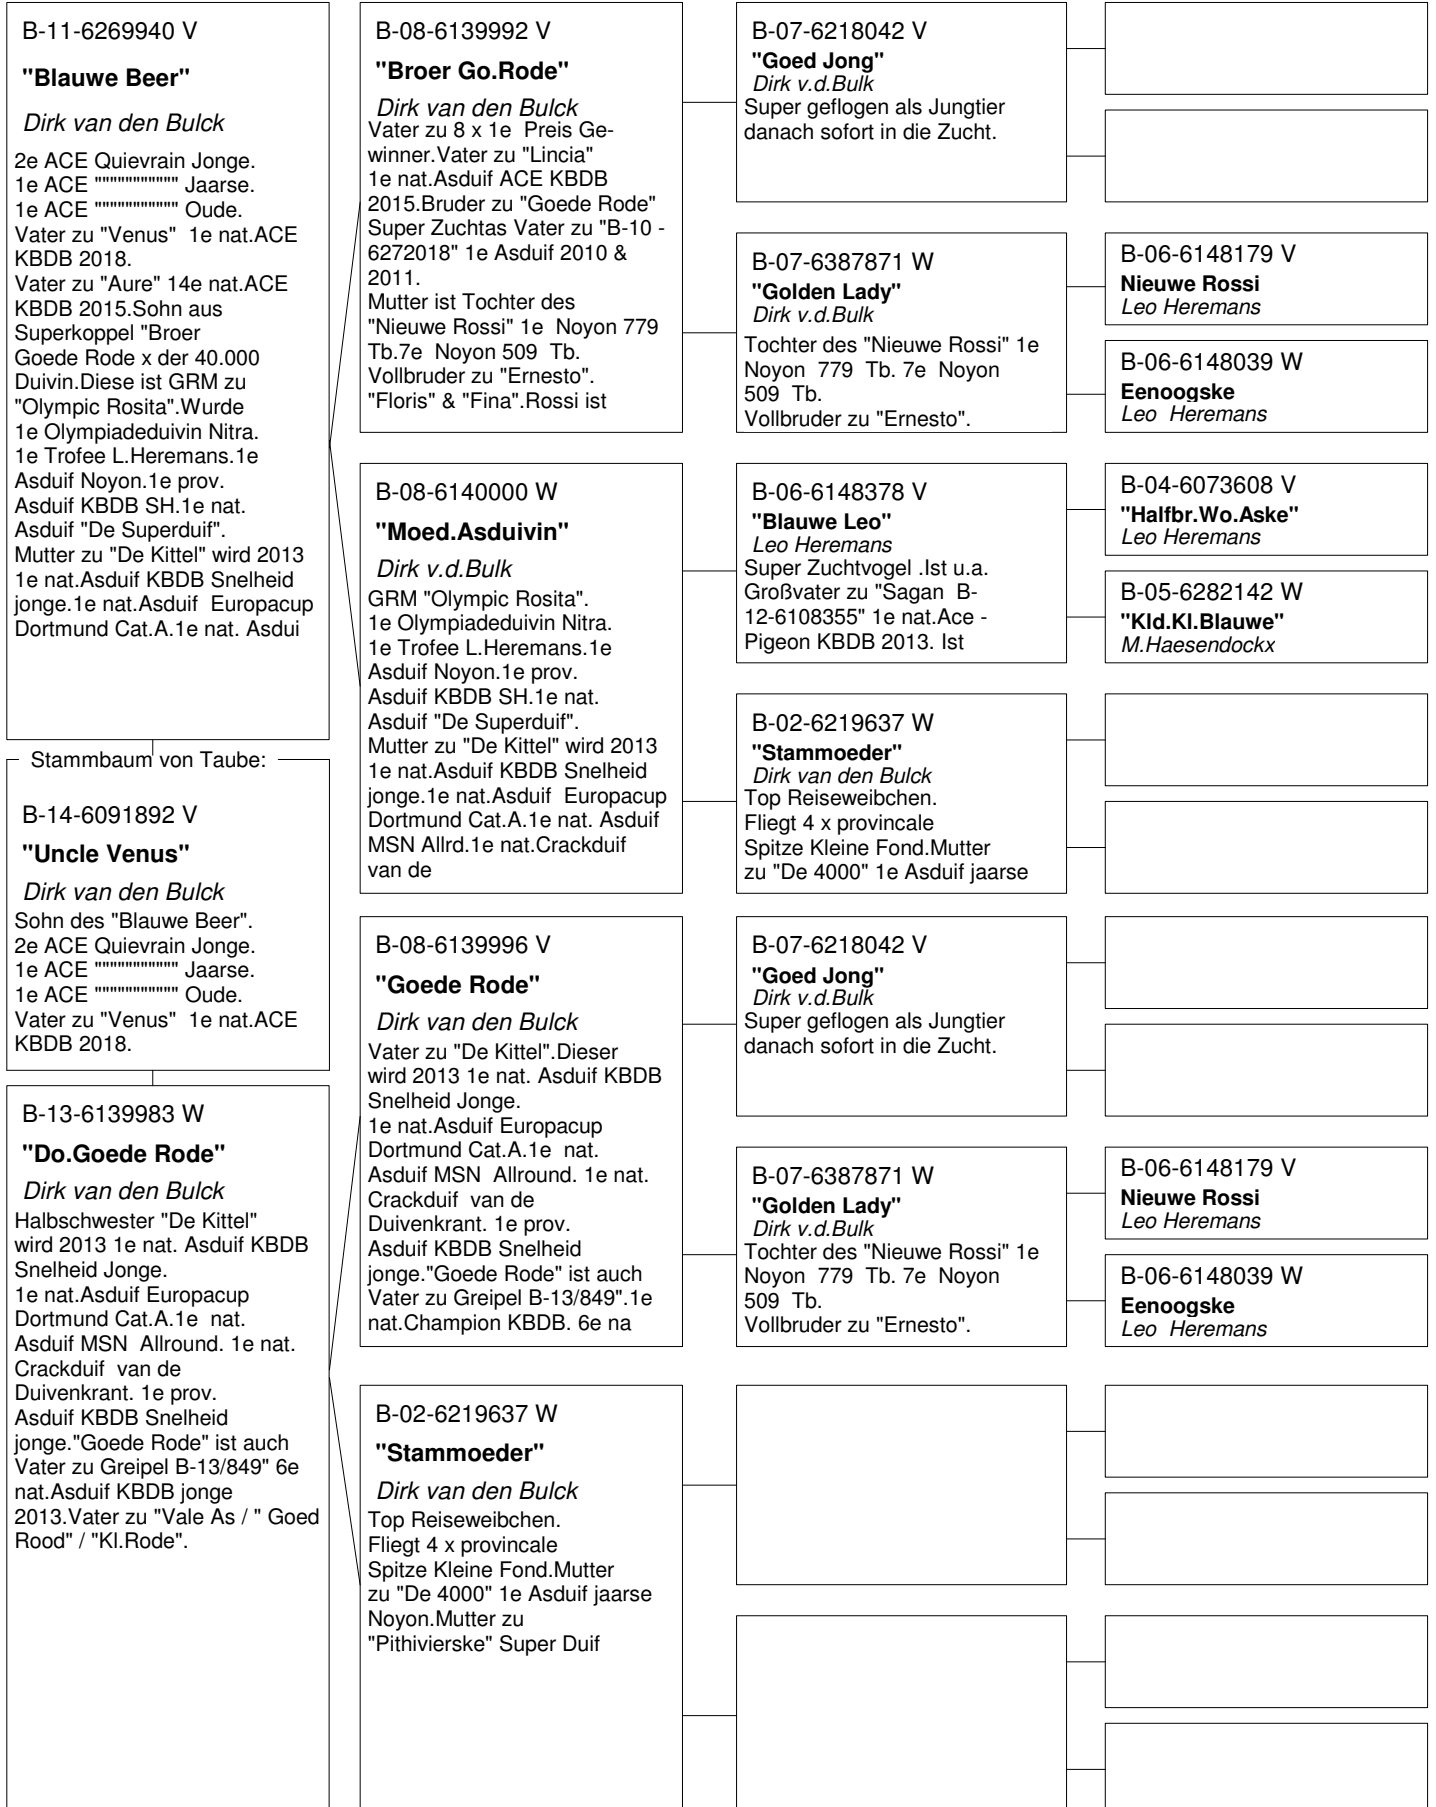 B-11-6269940 V
"Blauwe Beer"
Dirk van den Bulck
2e ACE Quievrain Jonge.
1e ACE """"""""""" Jaarse.
1e ACE """"""""""" Oude.
Vater zu "Venus"  1e nat.ACE
KBDB 2018.
Vater zu "Aure" 14e nat.ACE
KBDB 2015.Sohn aus
Superkoppel "Broer
Goede Rode x der 40.000
Duivin.Diese ist GRM zu
"Olympic Rosita".Wurde
1e Olympiadeduivin Nitra.
1e Trofee L.Heremans.1e
Asduif Noyon.1e prov.
Asduif KBDB SH.1e nat.
Asduif "De Superduif".
Mutter zu "De Kittel" wird 2013
1e nat.Asduif KBDB Snelheid
jonge.1e nat.Asduif  Europacup
Dortmund Cat.A.1e nat. Asdui
Stammbaum von Taube:
B-14-6091892 V
"Uncle Venus"
Dirk van den Bulck
Sohn des "Blauwe Beer".
2e ACE Quievrain Jonge.
1e ACE """"""""""" Jaarse.
1e ACE """"""""""" Oude.
Vater zu "Venus"  1e nat.ACE
KBDB 2018.
B-13-6139983 W
"Do.Goede Rode"
Dirk van den Bulck
Halbschwester "De Kittel"
wird 2013 1e nat. Asduif KBDB
Snelheid Jonge.
1e nat.Asduif Europacup
Dortmund Cat.A.1e  nat.
Asduif MSN  Allround. 1e nat.
Crackduif  van de
Duivenkrant. 1e prov.
Asduif KBDB Snelheid
jonge."Goede Rode" ist auch
Vater zu Greipel B-13/849" 6e
nat.Asduif KBDB jonge
2013.Vater zu "Vale As / " Goed
Rood" / "Kl.Rode".
B-08-6139992 V
"Broer Go.Rode"
Dirk van den Bulck
Vater zu 8 x 1e  Preis Ge-
winner.Vater zu "Lincia"
1e nat.Asduif ACE KBDB
2015.Bruder zu "Goede Rode"
Super Zuchtas Vater zu "B-10 -
6272018" 1e Asduif 2010 &
2011.
Mutter ist Tochter des
"Nieuwe Rossi" 1e  Noyon 779
Tb.7e  Noyon 509  Tb.
Vollbruder zu "Ernesto".
"Floris" & "Fina".Rossi ist
B-08-6140000 W
"Moed.Asduivin"
Dirk v.d.Bulk
GRM "Olympic Rosita".
1e Olympiadeduivin Nitra.
1e Trofee L.Heremans.1e
Asduif Noyon.1e prov.
Asduif KBDB SH.1e nat.
Asduif "De Superduif".
Mutter zu "De Kittel" wird 2013
1e nat.Asduif KBDB Snelheid
jonge.1e nat.Asduif  Europacup
Dortmund Cat.A.1e nat. Asduif
MSN Allrd.1e nat.Crackduif
van de
B-08-6139996 V
"Goede Rode"
Dirk van den Bulck
Vater zu "De Kittel".Dieser
wird 2013 1e nat. Asduif KBDB
Snelheid Jonge.
1e nat.Asduif Europacup
Dortmund Cat.A.1e  nat.
Asduif MSN  Allround. 1e nat.
Crackduif  van de
Duivenkrant. 1e prov.
Asduif KBDB Snelheid
jonge."Goede Rode" ist auch
Vater zu Greipel B-13/849".1e
nat.Champion KBDB. 6e na
B-02-6219637 W
"Stammoeder"
Dirk van den Bulck
Top Reiseweibchen.
Fliegt 4 x provincale
Spitze Kleine Fond.Mutter
zu "De 4000" 1e Asduif jaarse
Noyon.Mutter zu
"Pithivierske" Super Duif
B-07-6218042 V
"Goed Jong"
Dirk v.d.Bulk
Super geflogen als Jungtier
danach sofort in die Zucht.
B-07-6387871 W
"Golden Lady"
Dirk v.d.Bulk
Tochter des "Nieuwe Rossi" 1e
Noyon  779  Tb. 7e  Noyon
509  Tb.
Vollbruder zu "Ernesto".
B-06-6148378 V
"Blauwe Leo"
Leo Heremans
Super Zuchtvogel .Ist u.a.
Großvater zu "Sagan  B-
12-6108355" 1e nat.Ace -
Pigeon KBDB 2013. Ist
B-02-6219637 W
"Stammoeder"
Dirk van den Bulck
Top Reiseweibchen.
Fliegt 4 x provincale
Spitze Kleine Fond.Mutter
zu "De 4000" 1e Asduif jaarse
B-07-6218042 V
"Goed Jong"
Dirk v.d.Bulk
Super geflogen als Jungtier
danach sofort in die Zucht.
B-07-6387871 W
"Golden Lady"
Dirk v.d.Bulk
Tochter des "Nieuwe Rossi" 1e
Noyon  779  Tb. 7e  Noyon
509  Tb.
Vollbruder zu "Ernesto".
B-06-6148179 V
Nieuwe Rossi
Leo Heremans
B-06-6148039 W
Eenoogske
Leo  Heremans
B-04-6073608 V
"Halfbr.Wo.Aske"
Leo Heremans
B-05-6282142 W
"Kld.Kl.Blauwe"
M.Haesendockx
B-06-6148179 V
Nieuwe Rossi
Leo Heremans
B-06-6148039 W
Eenoogske
Leo  Heremans